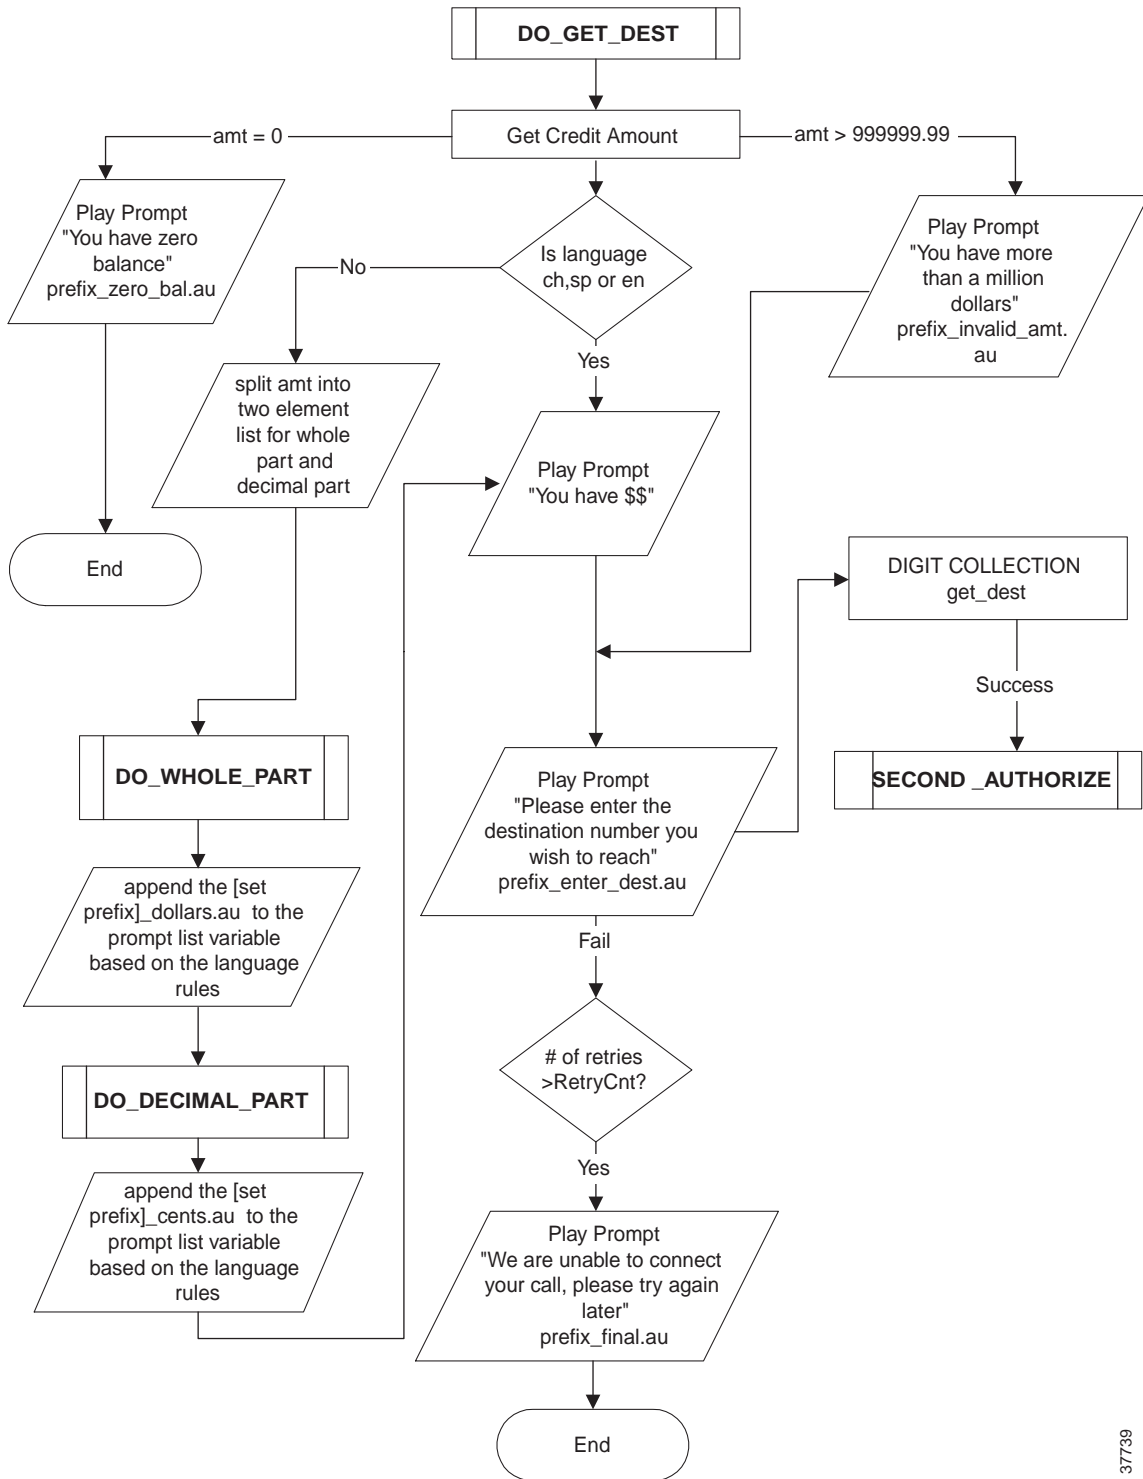 DO_GET_DEST
amt = 0
Get Credit Amount
amt > 999999.99
Play Prompt
"You have zero
balance"
prefix_zero_bal.au
No
Is language
ch,sp or en
Play Prompt
"You have more
than a million
dollars"
prefix_invalid_amt.
au
Yes
split amt into
two element
list for whole
part and
decimal part
Play Prompt
"You have $$"
End
DIGIT COLLECTION
get_dest
Success
DO_WHOLE_PART
SECOND _AUTHORIZE
Play Prompt
"Please enter the
destination number you
wish to reach"
prefix_enter_dest.au
append the [set
prefix]_dollars.au to the
prompt list variable
based on the language
rules
Fail
# of retries
>RetryCnt?
DO_DECIMAL_PART
Yes
append the [set
prefix]_cents.au to the
prompt list variable
based on the language
rules
Play Prompt
"We are unable to connect
your call, please try again
later"
prefix_final.au
End
37739